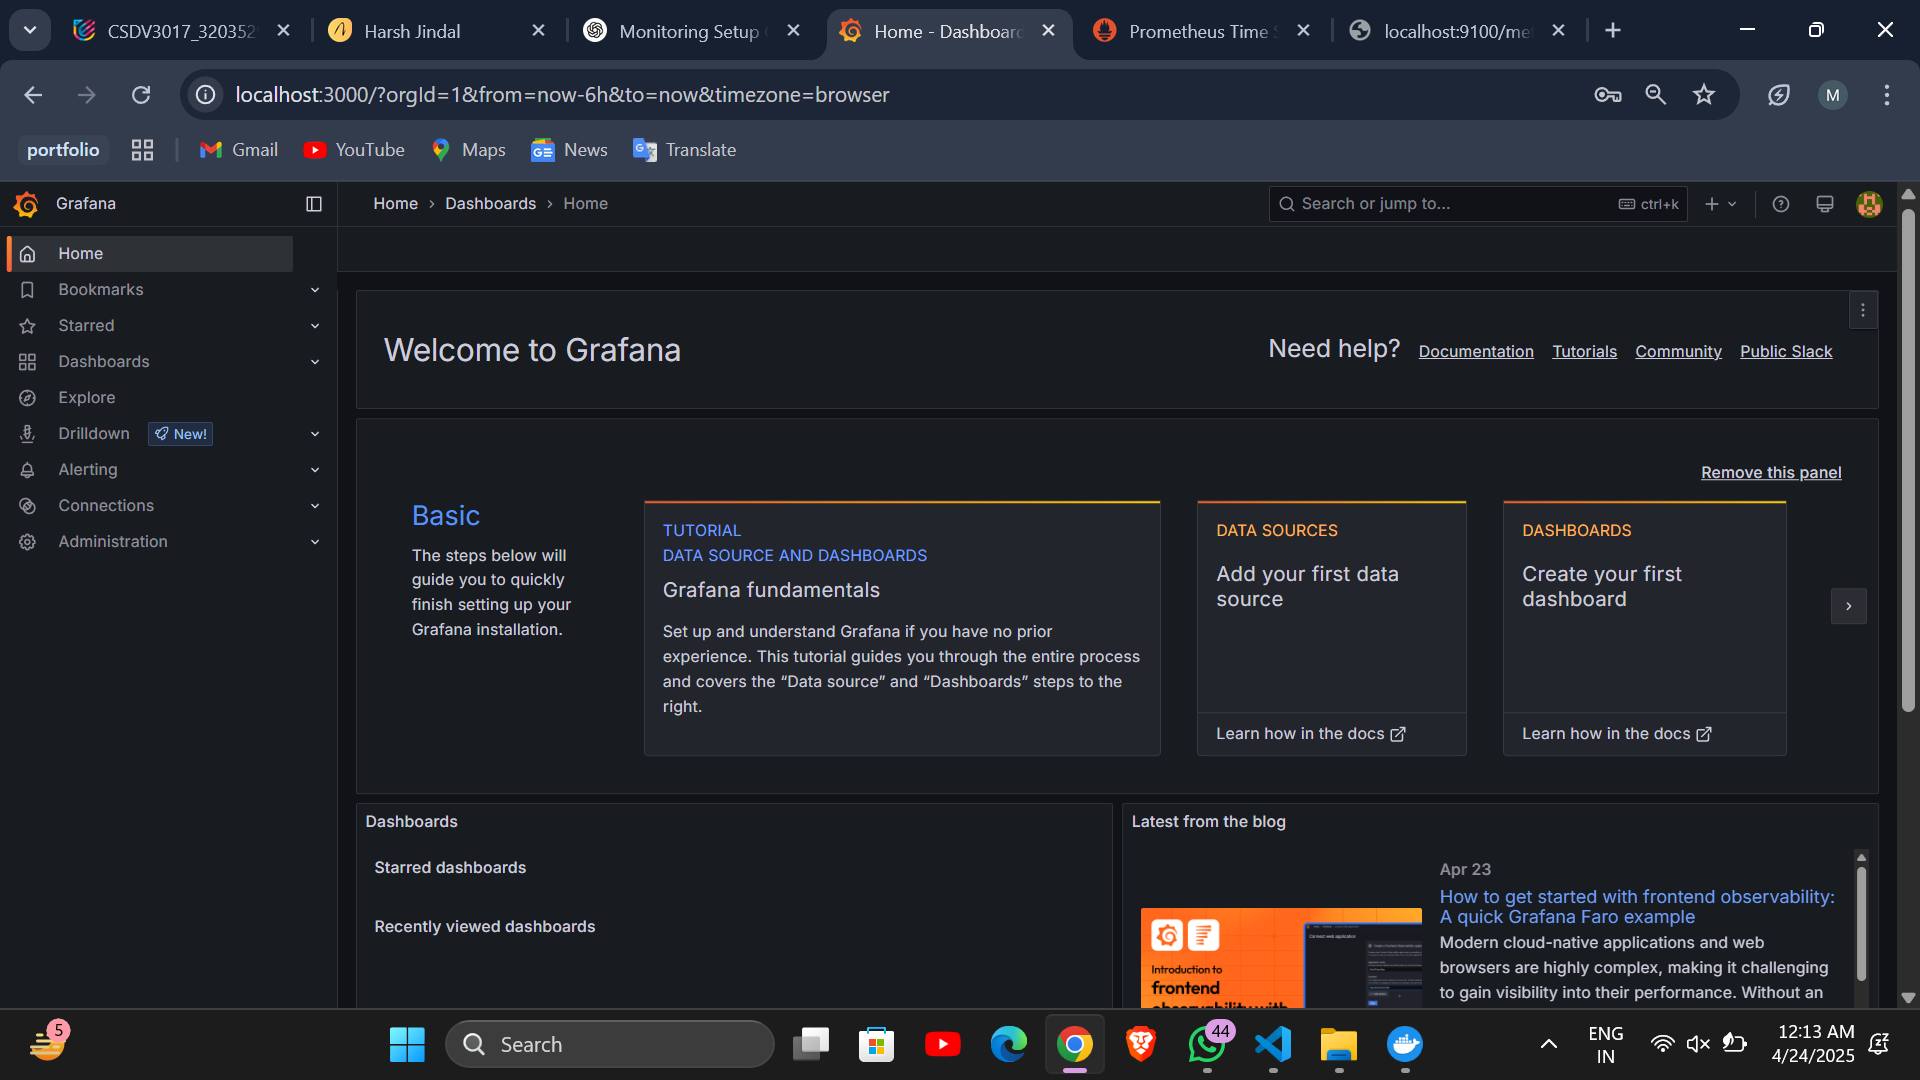 CSDV3017_320352
Harsh Jindal
Monitoring Setup
Home - Dashboard
Prometheus Time S
localhost:9100/me
localhost:3000/?orgId=1&from=now-6h&to=now&timezone=browser
M
portfolio
Gmail
YouTube
Maps
News
Translate
Grafana
Home › Dashboards › Home
Search or jump to...
ctrl+k
Home
Bookmarks
Starred
Dashboards
Explore
Drilldown
New!
Alerting
Connections
Administration
Welcome to Grafana
Need help?
Documentation
Tutorials
Community
Public Slack
Remove this panel
Basic
The steps below will
guide you to quickly
finish setting up your
Grafana installation.
TUTORIAL
DATA SOURCE AND DASHBOARDS
Grafana fundamentals
Set up and understand Grafana if you have no prior
experience. This tutorial guides you through the entire process
and covers the “Data source” and “Dashboards” steps to the
right.
DATA SOURCES
Add your first data
source
Learn how in the docs
DASHBOARDS
Create your first
dashboard
Learn how in the docs
Dashboards
Starred dashboards
Recently viewed dashboards
Latest from the blog
Apr 23
How to get started with frontend observability:
A quick Grafana Faro example
Modern cloud-native applications and web
browsers are highly complex, making it challenging
to gain visibility into their performance. Without an
Introduction to
frontend
observability with
5
Search
44
ENG
IN
12:13 AM
4/24/2025